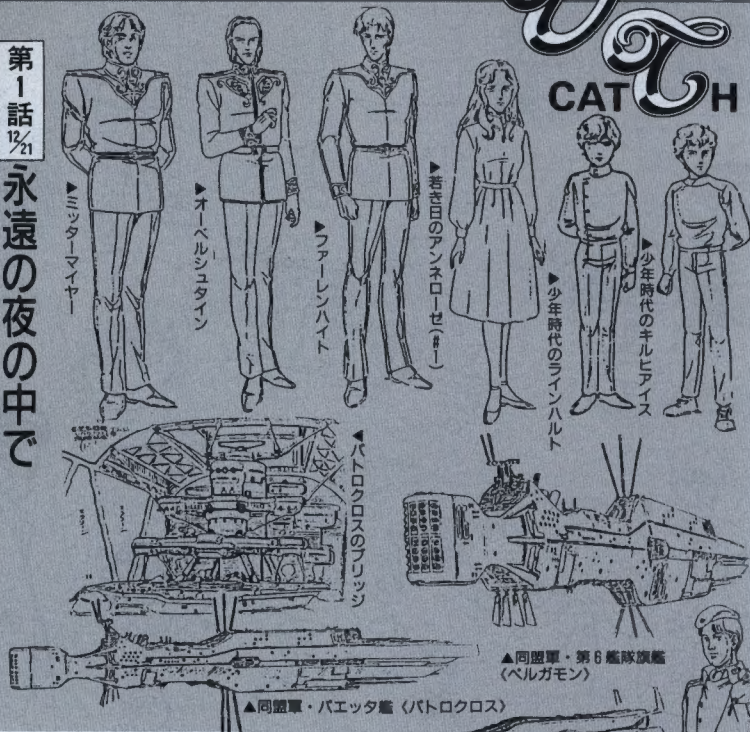 CATCH
第1話
12/21
永遠の夜の中で
▶ミッターマイヤー
▶オーベルシュタイン
▶ファーレンハイト
▶若き日のアンネローゼ(#1)
▶少年時代のラインハルト
▶少年時代のキルヒアイス
◀パトロクロスのブリッジ
▲同盟軍・第6艦隊旗艦
〈ペルガモン〉
▲同盟軍・パエッタ艦〈パトロクロス〉